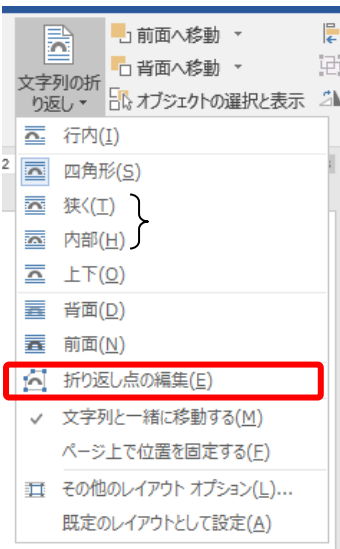 前面へ移動
背面へ移動
文字列の折
り返し
オブジェクトの選択と表示
2
行内(I)
四角形(S)
狭く(T)
内部(H)
上下(O)
背面(D)
前面(N)
折り返し点の編集(E)
文字列と一緒に移動する(M)
ページ上で位置を固定する(F)
その他のレイアウト オプション(L)...
既定のレイアウトとして設定(A)